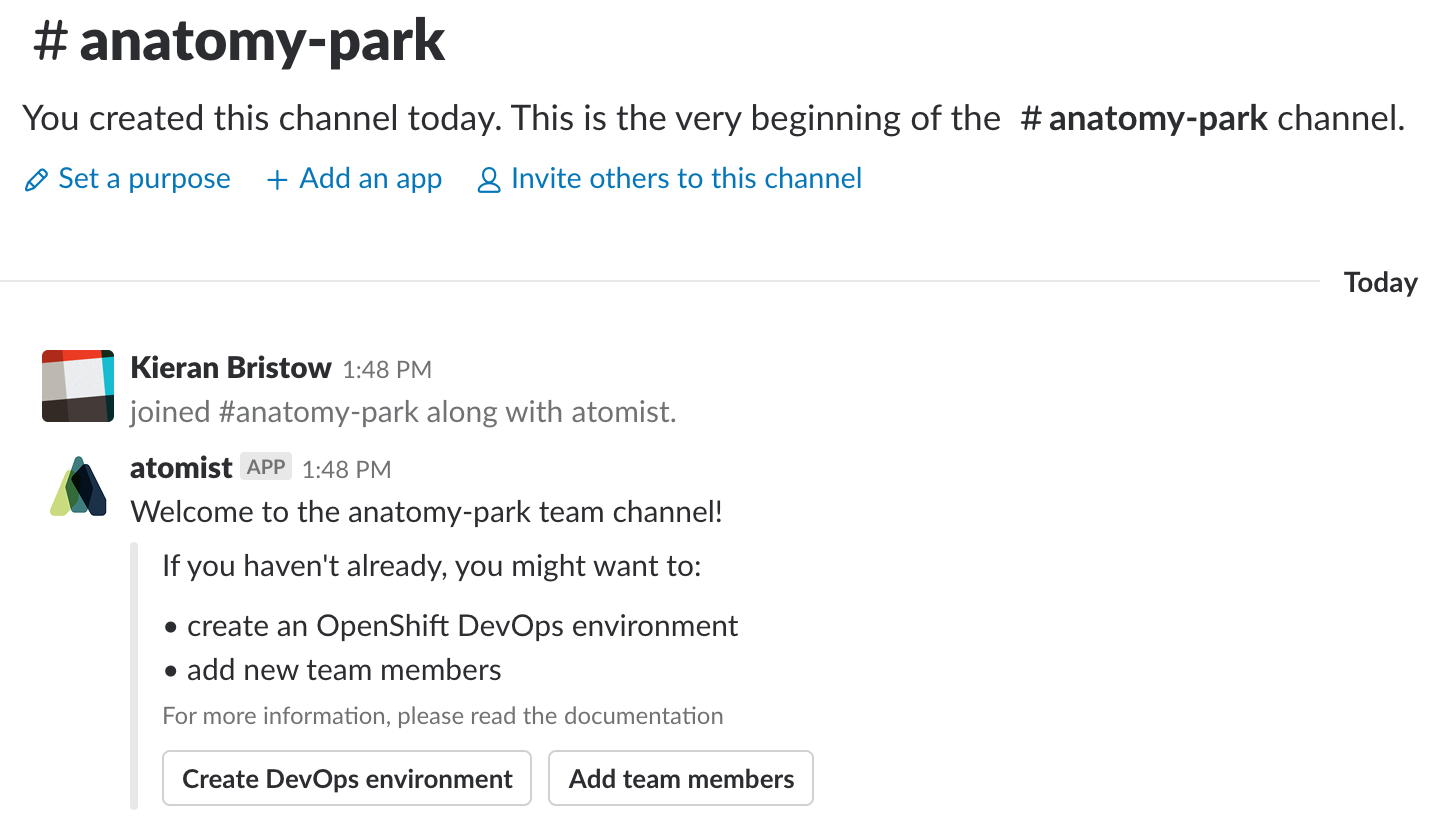 # anatomy-park
You created this channel today. This is the very beginning of the # anatomy-park channel.
Set a purpose + Add an app Invite others to this channel
Today
Kieran Bristow 1:48 PM
joined #anatomy-park along with atomist.
atomist APP 1:48 PM
Welcome to the anatomy-park team channel!
If you haven't already, you might want to:
• create an OpenShift DevOps environment
• add new team members
For more information, please read the documentation
Create DevOps environment Add team members